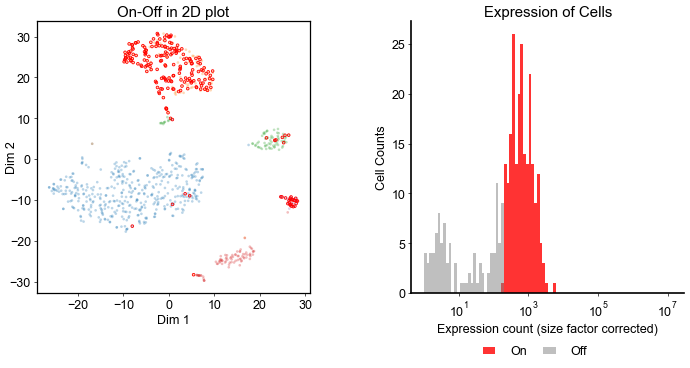 On-Off in 2D plot
Dim 2
30
20
10
0
−10
−20
−30
−20
−10
0
10
20
30
Dim 1
Expression of Cells
Cell Counts
25
20
15
10
5
0
10^1
10^3
10^5
10^7
Expression count (size factor corrected)
On
Off